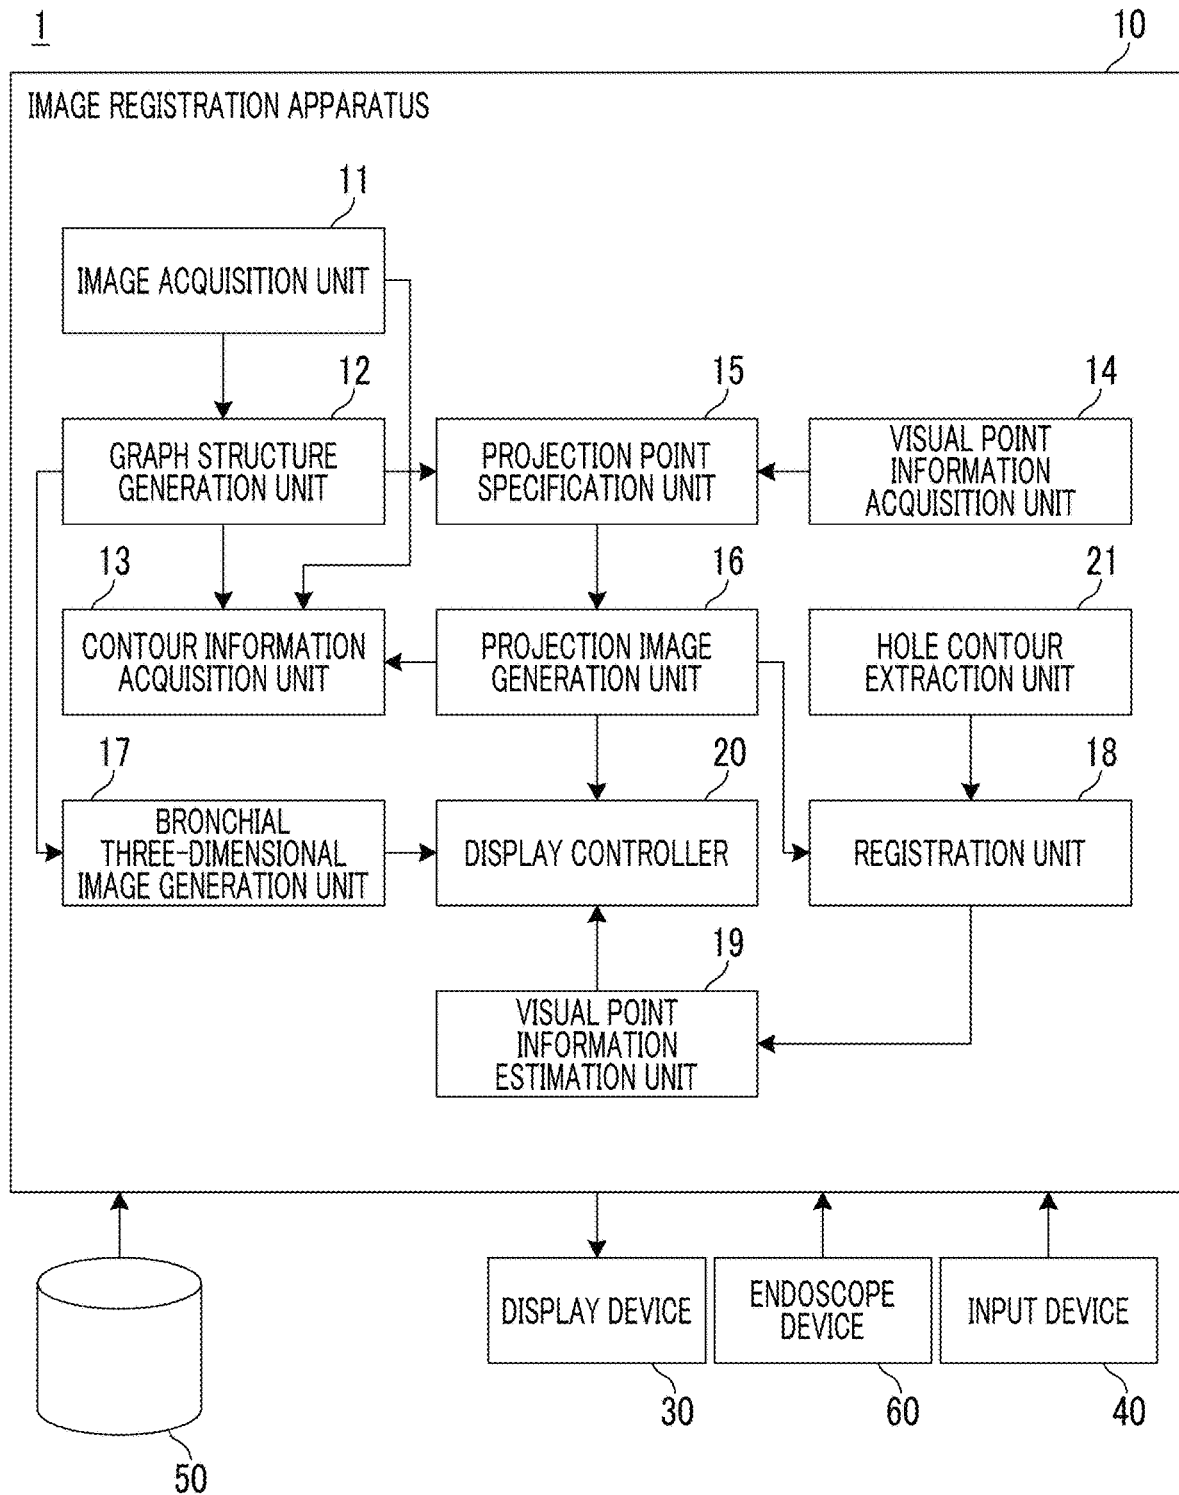 1
10
IMAGE REGISTRATION APPARATUS
11
IMAGE ACQUISITION UNIT
12
GRAPH STRUCTURE
GENERATION UNIT
15
PROJECTION POINT
SPECIFICATION UNIT
14
VISUAL POINT
INFORMATION
ACQUISITION UNIT
13
CONTOUR INFORMATION
ACQUISITION UNIT
16
PROJECTION IMAGE
GENERATION UNIT
21
HOLE CONTOUR
EXTRACTION UNIT
17
BRONCHIAL
THREE-DIMENSIONAL
IMAGE GENERATION UNIT
20
DISPLAY CONTROLLER
18
REGISTRATION UNIT
19
VISUAL POINT
INFORMATION
ESTIMATION UNIT
50
DISPLAY DEVICE
30
ENDOSCOPE
DEVICE
60
INPUT DEVICE
40